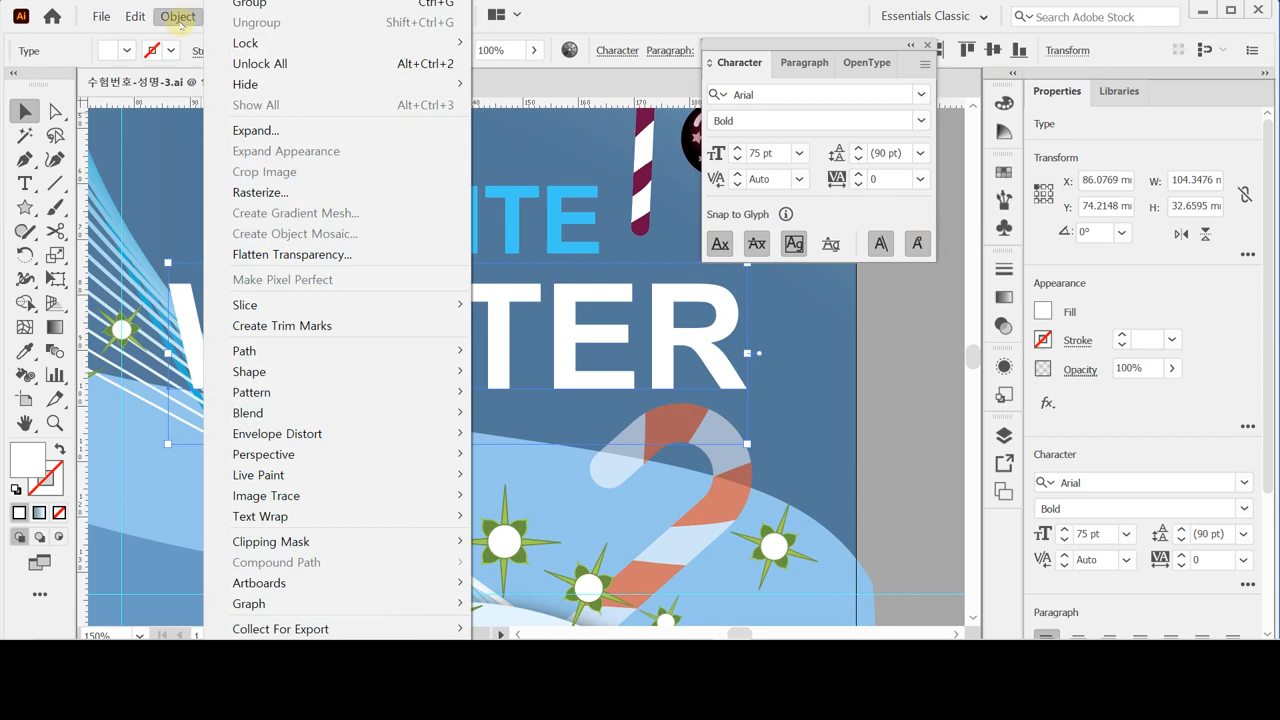 Ai File Edit Object
Essentials Classic
Search Adobe Stock
Type
100%
Character
Paragraph:
Transform
수험번호-성명-3.ai @ 1
Group Ctrl+G
Ungroup Shift+Ctrl+G
Lock
Unlock All Alt+Ctrl+2
Hide
Show All Alt+Ctrl+3
Expand...
Expand Appearance
Crop Image
Rasterize...
Create Gradient Mesh...
Create Object Mosaic...
Flatten Transparency...
Make Pixel Perfect
Slice
Create Trim Marks
Path
Shape
Pattern
Blend
Envelope Distort
Perspective
Live Paint
Image Trace
Text Wrap
Clipping Mask
Compound Path
Artboards
Graph
Collect For Export
150%
ITE
TER
Character Paragraph OpenType
Arial
Bold
75 pt (90 pt)
Auto 0
Snap to Glyph
Properties Libraries
Type
Transform
X: 86.0769 m W: 104.3476 n
Y: 74.2148 m H: 32.6595 m
0°
Appearance
Fill
Stroke
Opacity 100%
fx.
Character
Arial
Bold
75 pt (90 pt)
Auto 0
Paragraph